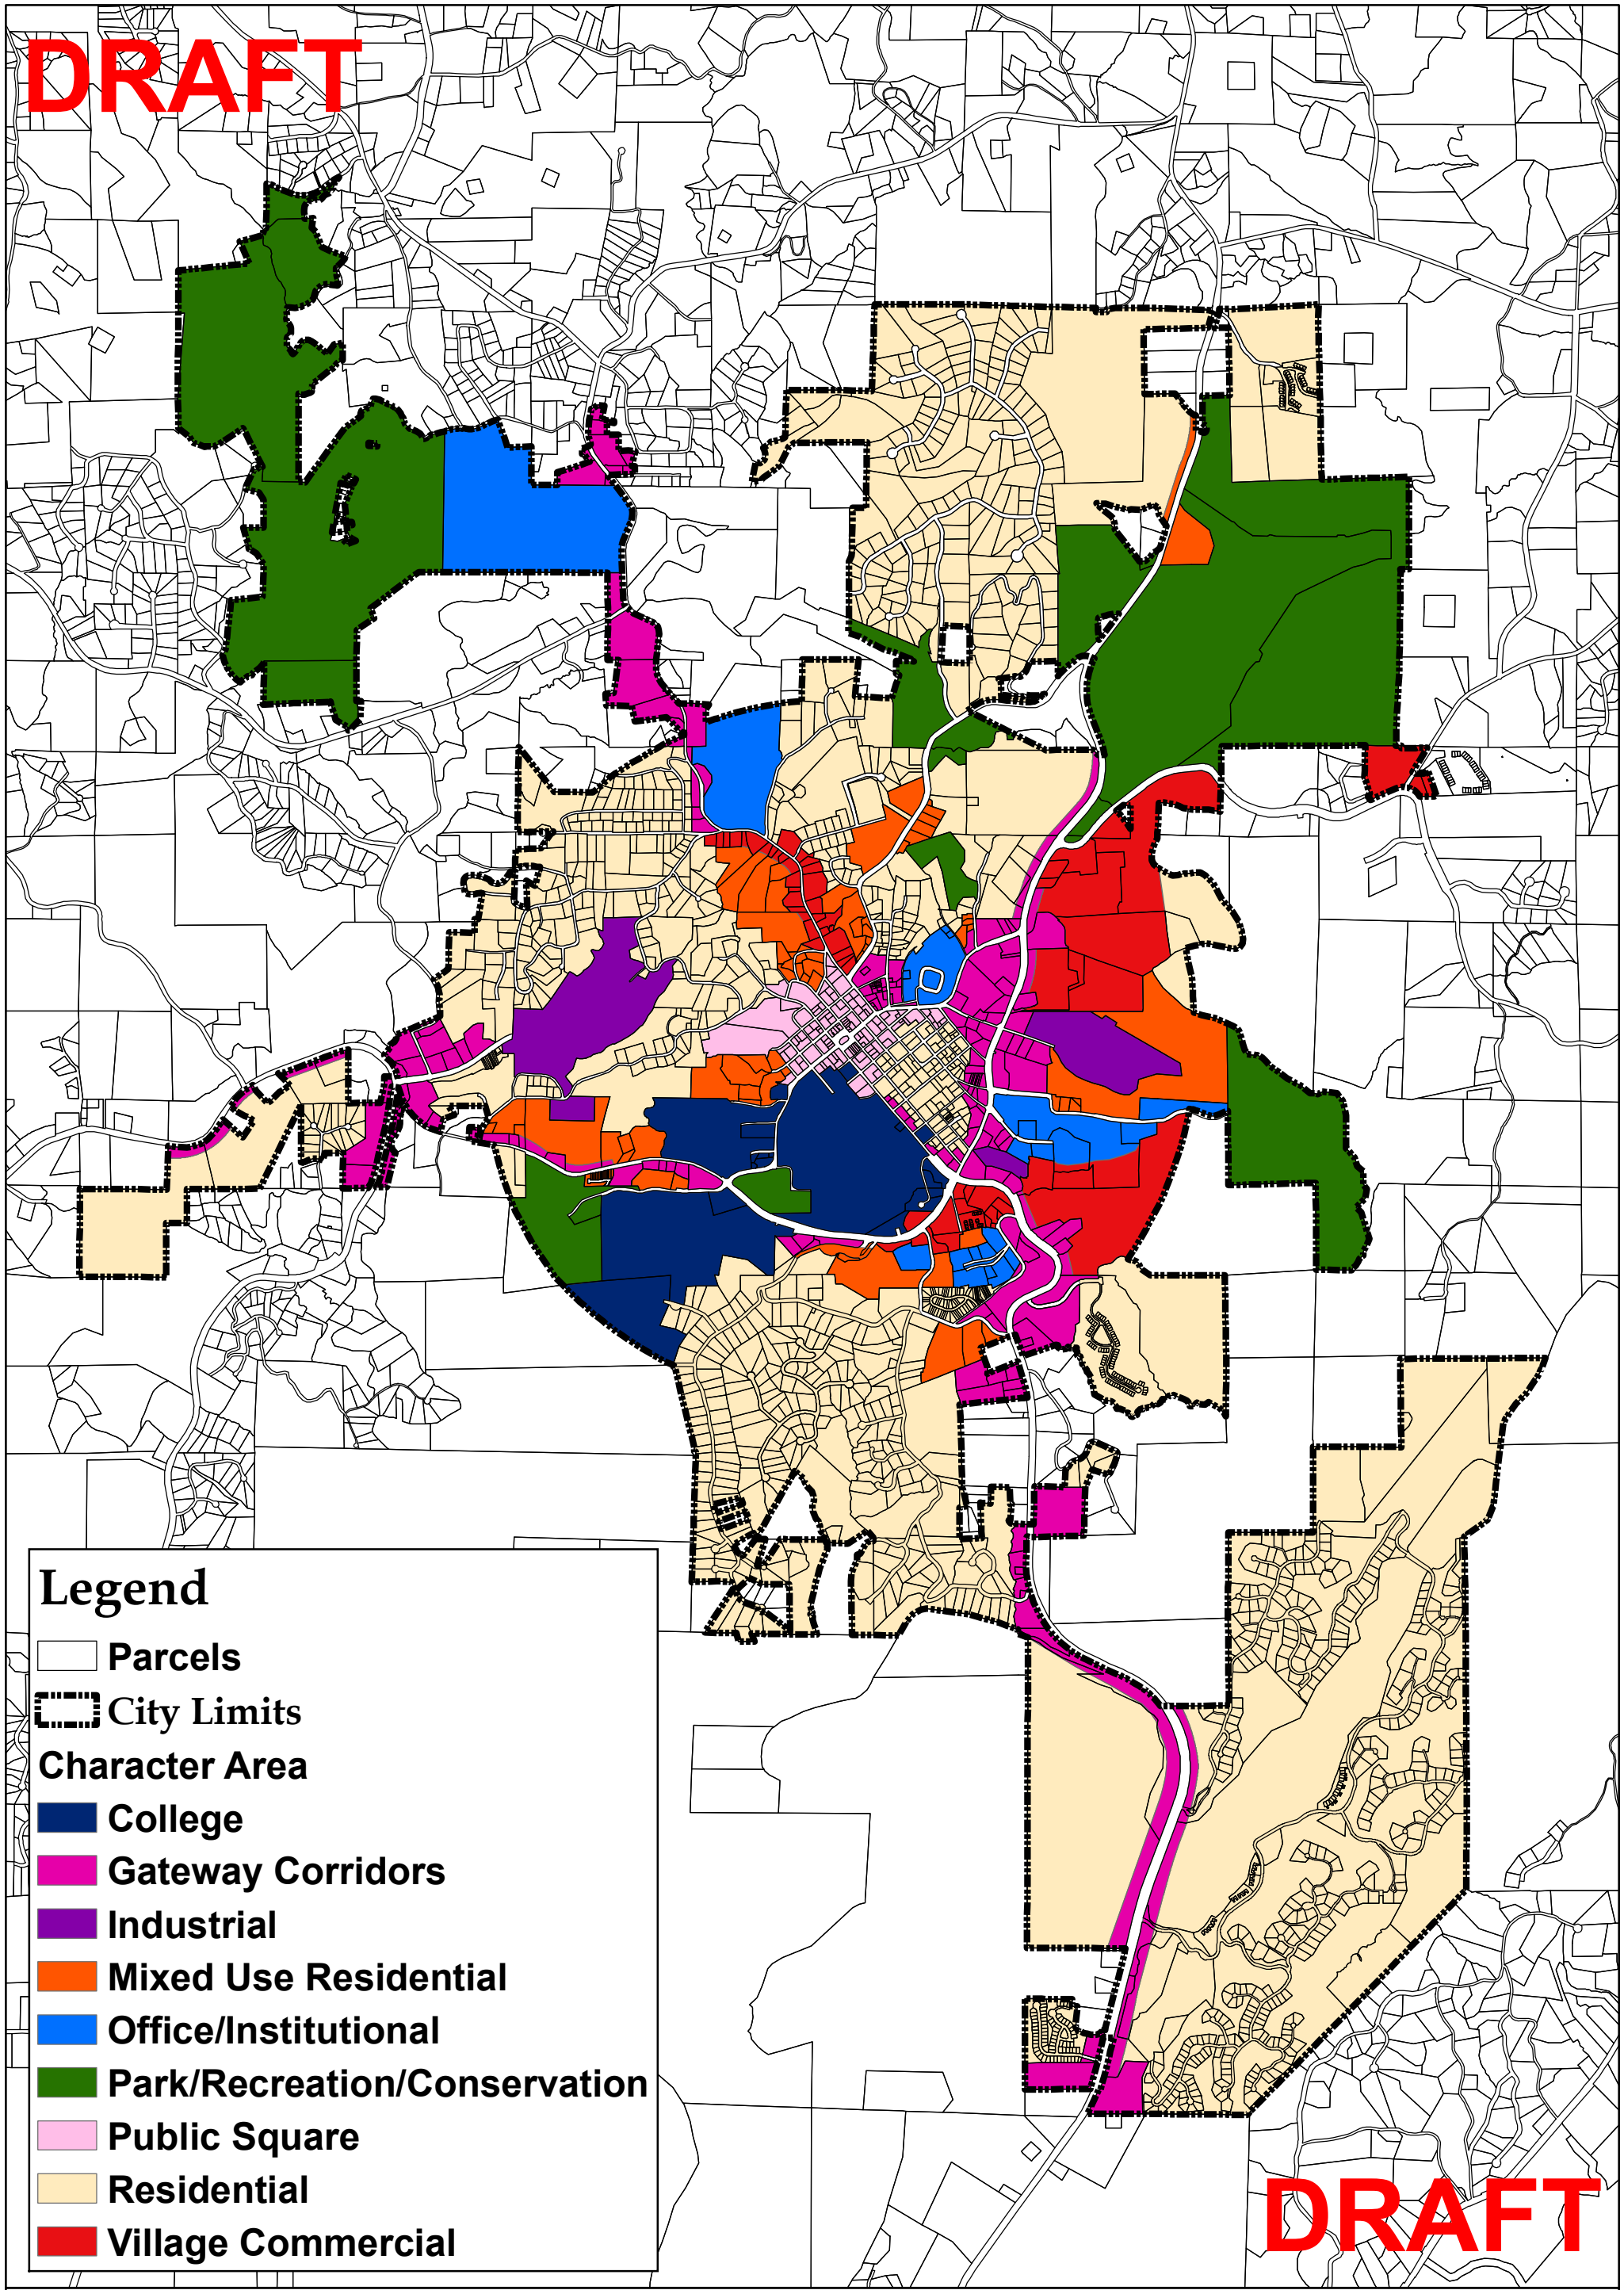 DRAFT
Legend
Parcels
City Limits
Character Area
College
Gateway Corridors
Industrial
Mixed Use Residential
Office/Institutional
Park/Recreation/Conservation
Public Square
Residential
Village Commercial
DRAFT